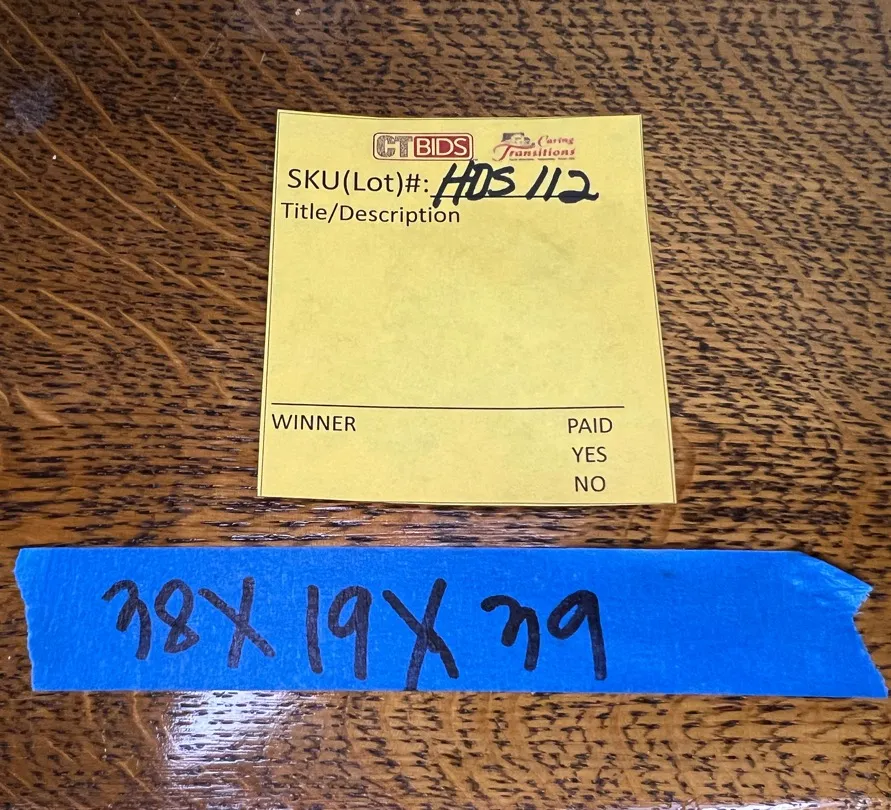 CTBIDS Caring Transitions
SKU(Lot)#: HDS 112
Title/Description
WINNER PAID
YES
NO
38X19X39